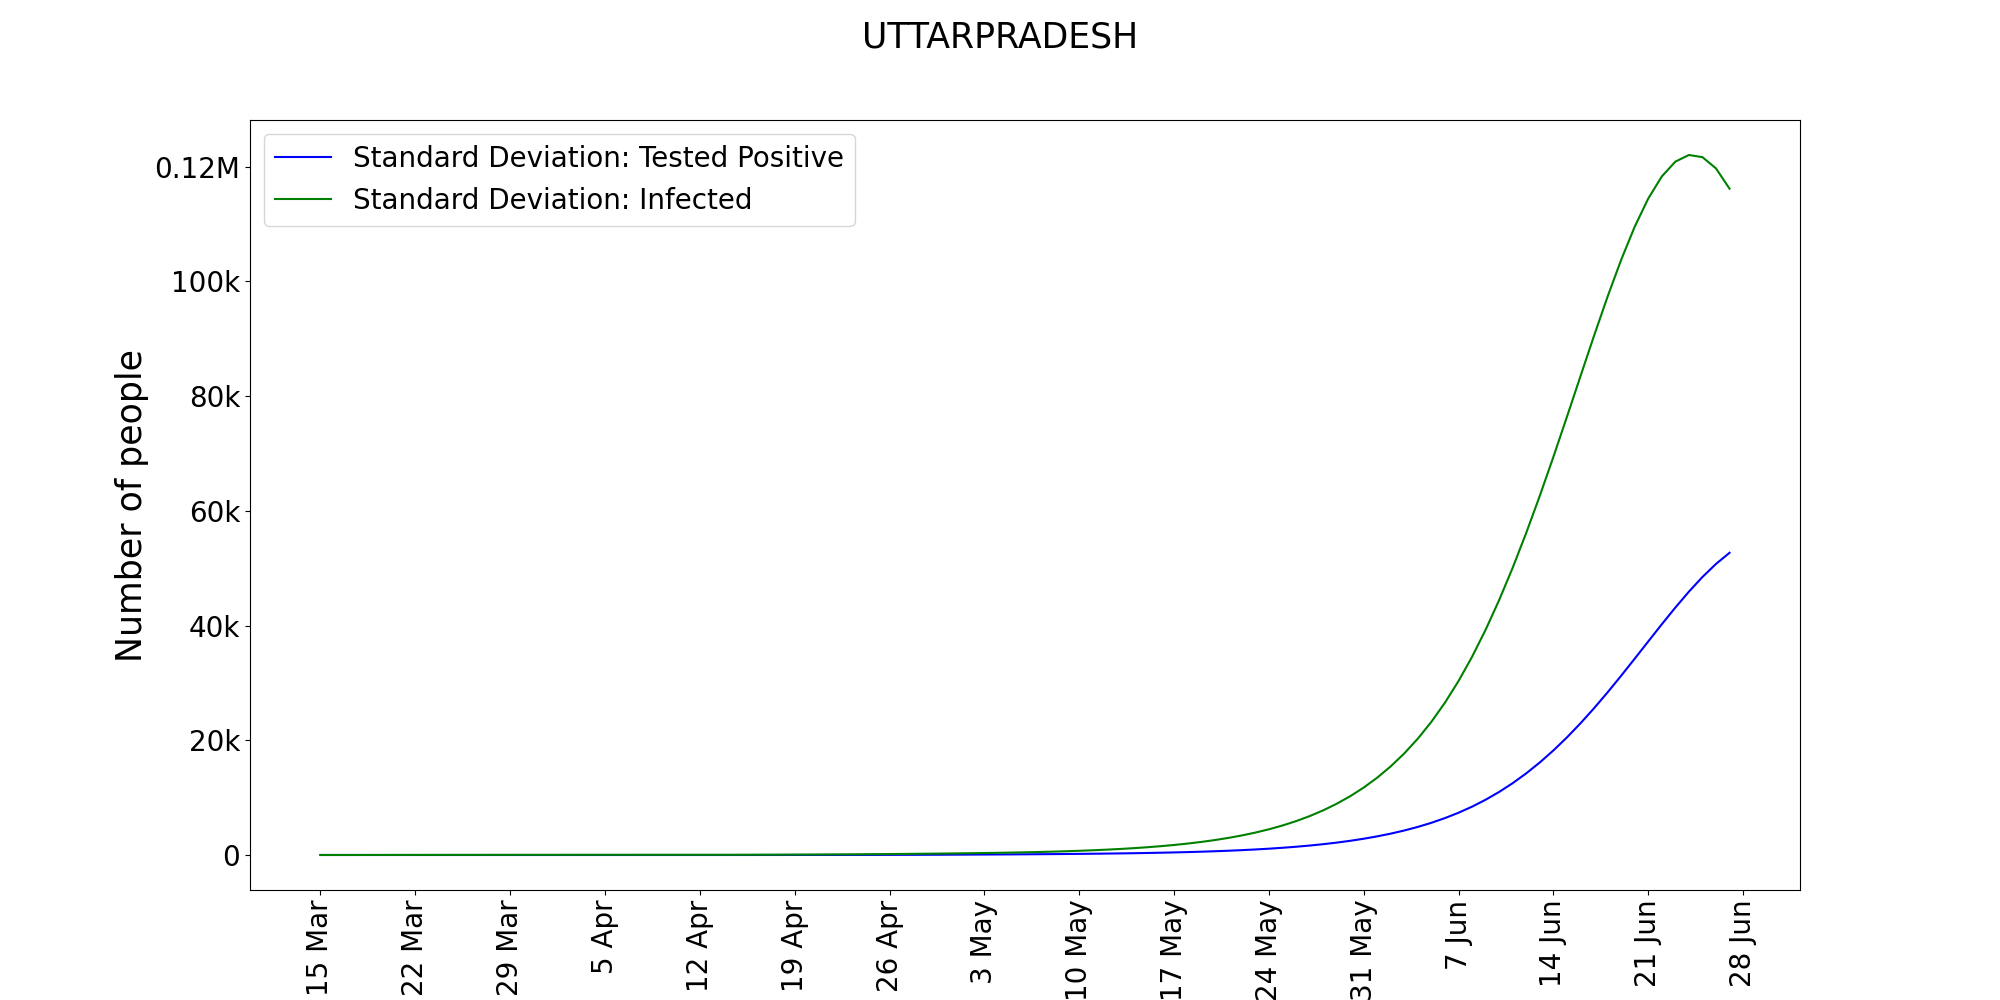 UTTARPRADESH
Standard Deviation: Tested Positive
Standard Deviation: Infected
Number of people
0.12M
100k
80k
60k
40k
20k
0
15 Mar
22 Mar
29 Mar
5 Apr
12 Apr
19 Apr
26 Apr
3 May
10 May
17 May
24 May
31 May
7 Jun
14 Jun
21 Jun
28 Jun